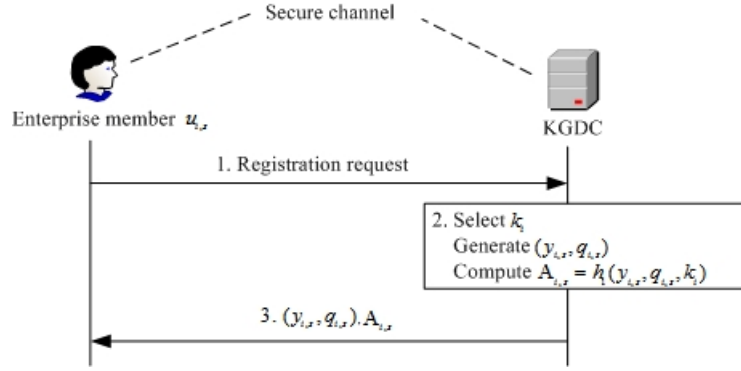 Secure channel
Enterprise member u_{i,s}
KGDC
1. Registration request
2. Select k_i
Generate (y_{i,s}, q_{i,s})
Compute A_{i,s} = h_1(y_{i,s}, q_{i,s}, k_i)
3. (y_{i,s}, q_{i,s}).A_{i,s}